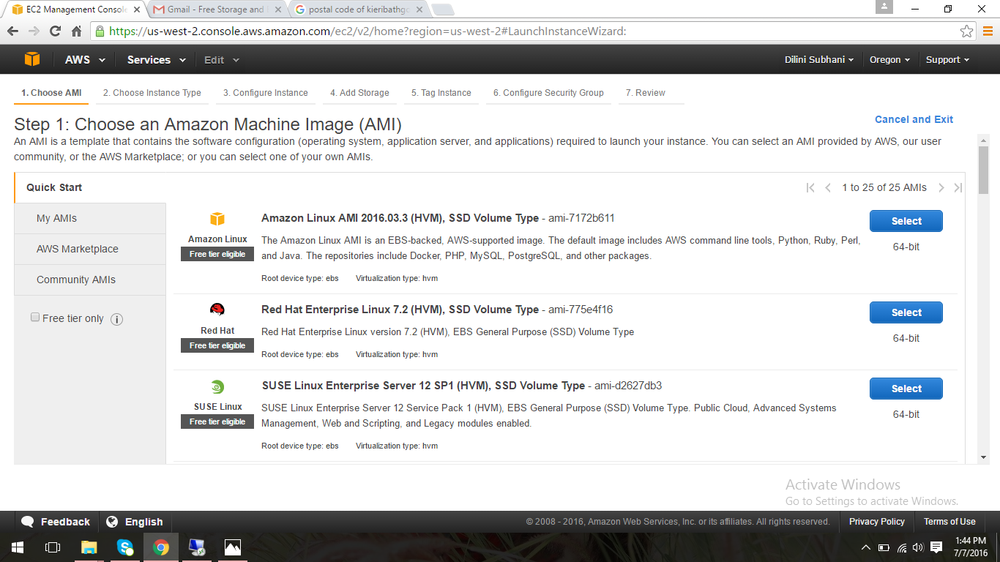 EC2 Management Console
Gmail - Free Storage and
postal code of kieribathgo
https://us-west-2.console.aws.amazon.com/ec2/v2/home?region=us-west-2#LaunchInstanceWizard:
AWS Services Edit Dilini Subhani Oregon Support
1. Choose AMI 2. Choose Instance Type 3. Configure Instance 4. Add Storage 5. Tag Instance 6. Configure Security Group 7. Review
Step 1: Choose an Amazon Machine Image (AMI)
Cancel and Exit
An AMI is a template that contains the software configuration (operating system, application server, and applications) required to launch your instance. You can select an AMI provided by AWS, our user
community, or the AWS Marketplace; or you can select one of your own AMIs.
Quick Start
My AMIs
AWS Marketplace
Community AMIs
Free tier only
1 to 25 of 25 AMIs
Amazon Linux
Free tier eligible
Amazon Linux AMI 2016.03.3 (HVM), SSD Volume Type - ami-7172b611
The Amazon Linux AMI is an EBS-backed, AWS-supported image. The default image includes AWS command line tools, Python, Ruby, Perl,
and Java. The repositories include Docker, PHP, MySQL, PostgreSQL, and other packages.
Root device type: ebs Virtualization type: hvm
Select
64-bit
Red Hat
Free tier eligible
Red Hat Enterprise Linux 7.2 (HVM), SSD Volume Type - ami-775e4f16
Red Hat Enterprise Linux version 7.2 (HVM), EBS General Purpose (SSD) Volume Type
Root device type: ebs Virtualization type: hvm
Select
64-bit
SUSE Linux
Free tier eligible
SUSE Linux Enterprise Server 12 SP1 (HVM), SSD Volume Type - ami-d2627db3
SUSE Linux Enterprise Server 12 Service Pack 1 (HVM), EBS General Purpose (SSD) Volume Type. Public Cloud, Advanced Systems
Management, Web and Scripting, and Legacy modules enabled.
Root device type: ebs Virtualization type: hvm
Select
64-bit
Activate Windows
Go to Settings to activate Windows.
Feedback English © 2008 - 2016, Amazon Web Services, Inc. or its affiliates. All rights reserved. Privacy Policy Terms of Use
1:44 PM
7/7/2016